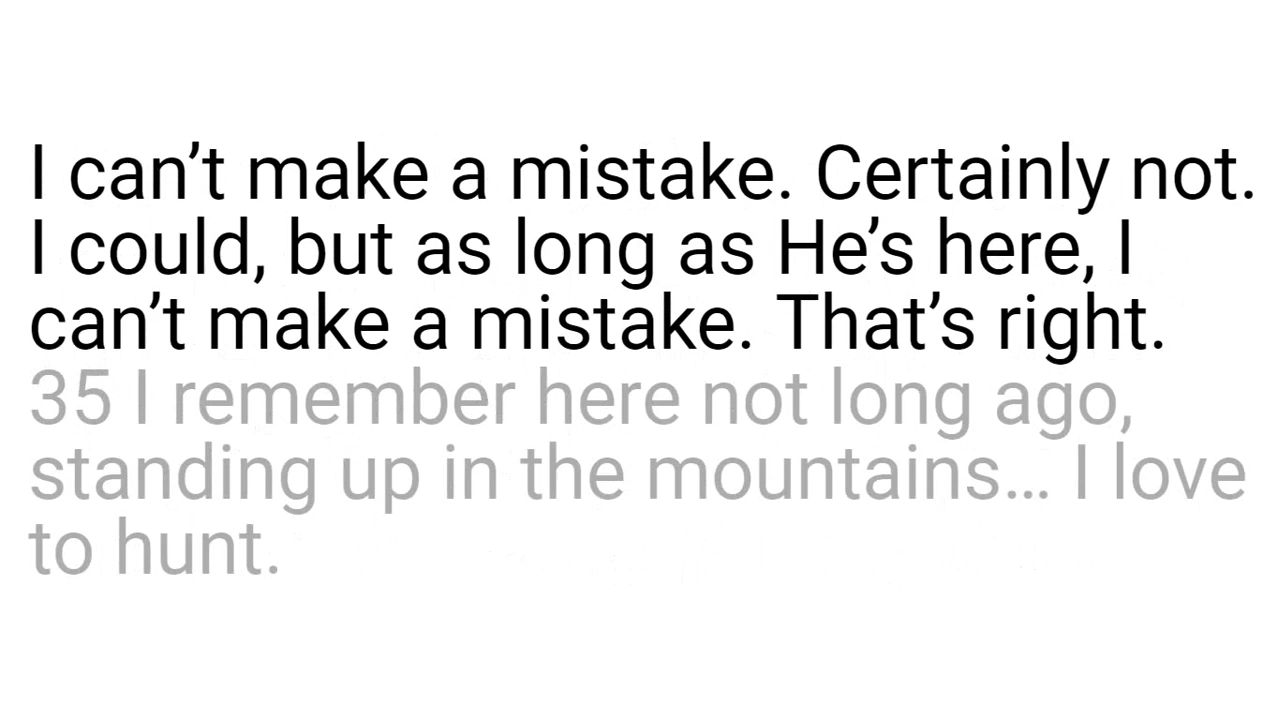 I can’t make a mistake. Certainly not.
I could, but as long as He’s here, I
can’t make a mistake. That’s right.
35 I remember here not long ago,
standing up in the mountains… I love
to hunt.